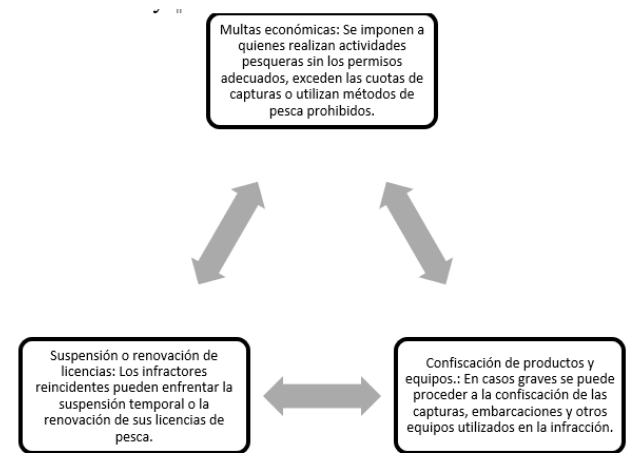 Multas económicas: Se imponen a
quienes realizan actividades
pesqueras sin los permisos
adecuados, exceden las cuotas de
capturas o utilizan métodos de
pesca prohibidos.
Suspensión o renovación de
licencias: Los infractores
reincidentes pueden enfrentar la
suspensión temporal o la
renovación de sus licencias de
pesca.
Confiscación de productos y
equipos.: En casos graves se puede
proceder a la confiscación de las
capturas, embarcaciones y otros
equipos utilizados en la infracción.